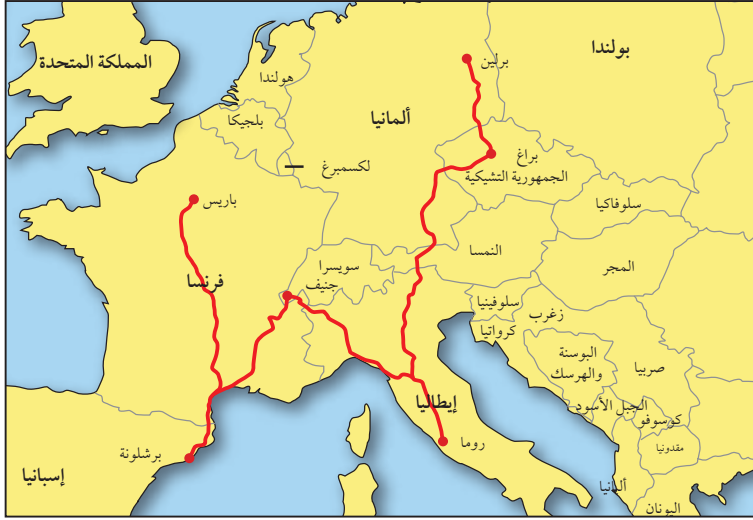 المملكة المتحدة
هولندا
بلجيكا
لكسمبرغ
ألمانيا
برلين
بولندا
براغ
الجمهورية التشيكية
سلوفاكيا
باريس
فرنسا
سويسرا
جنيف
النمسا
المجر
سلوفينيا
زغرب
كرواتيا
البوسنة
والهرسك
صربيا
الجبل الأسود
كوسوفو
مقدونيا
إيطاليا
روما
برشلونة
إسبانيا
ألبانيا
اليونان